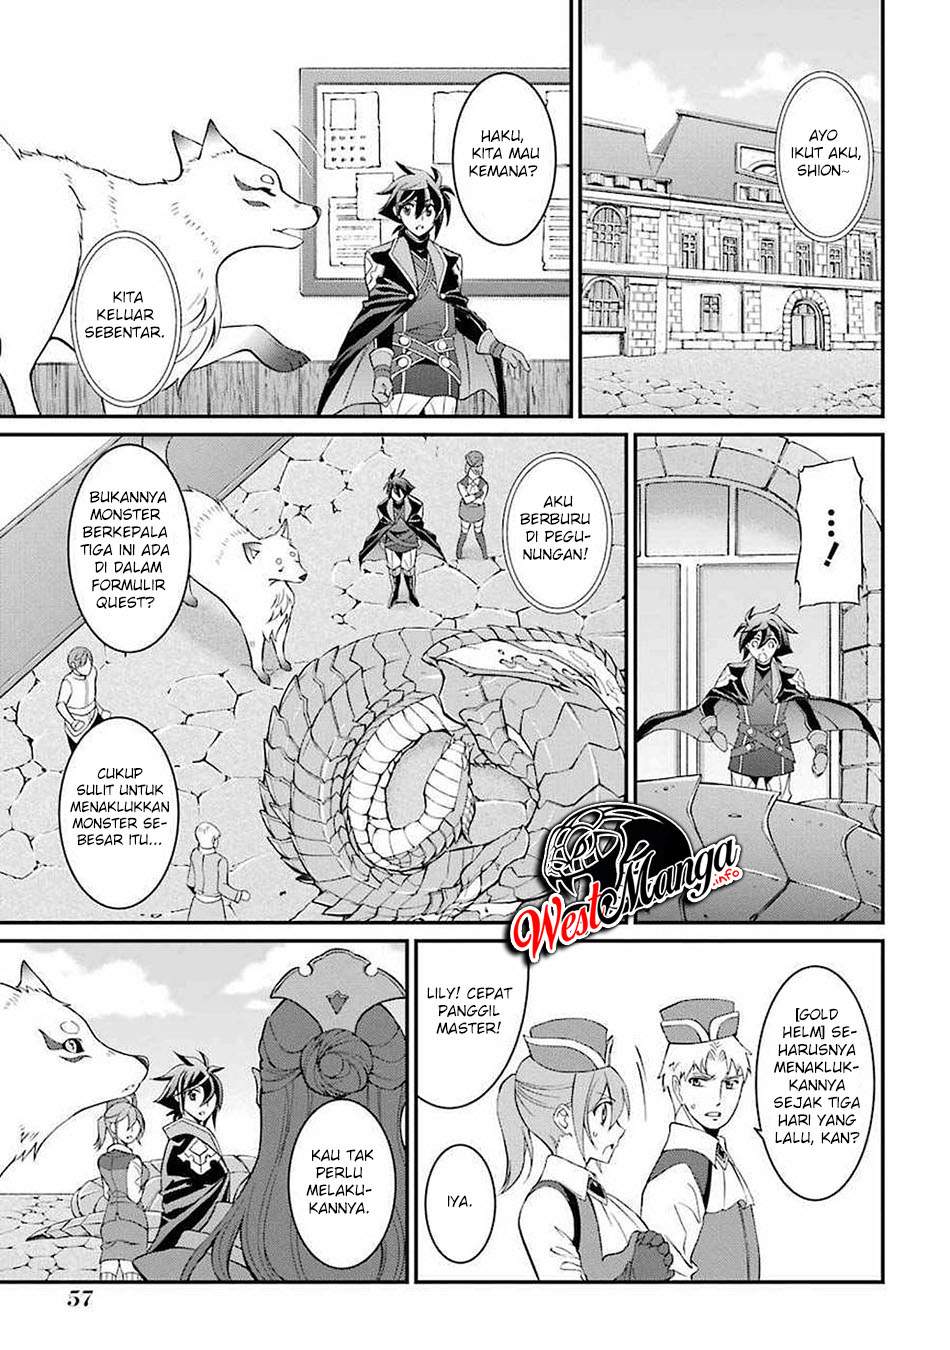 AYO
IKUT AKU,
SHION~
HAKU,
KITA MAU
KEMANA?
KITA
KELUAR
SEBENTAR.
...!
AKU
BERBURU
DI PEGU-
NUNGAN!
BUKANNYA
MONSTER
BERKEPALA
TIGA INI ADA
DI DALAM
FORMULIR
QUEST?
CUKUP
SULIT UNTUK
MENAKLUKKAN
MONSTER SE-
BESAR ITU...
WestManga
.info
[GOLD
HELM] SE-
HARUSNYA
MENAKLUK-
KANNYA
SEJAK TIGA
HARI YANG
LALU, KAN?
LILY! CEPAT
PANGGIL
MASTER!
IYA.
KAU TAK
PERLU
MELAKU-
KANNYA.
57